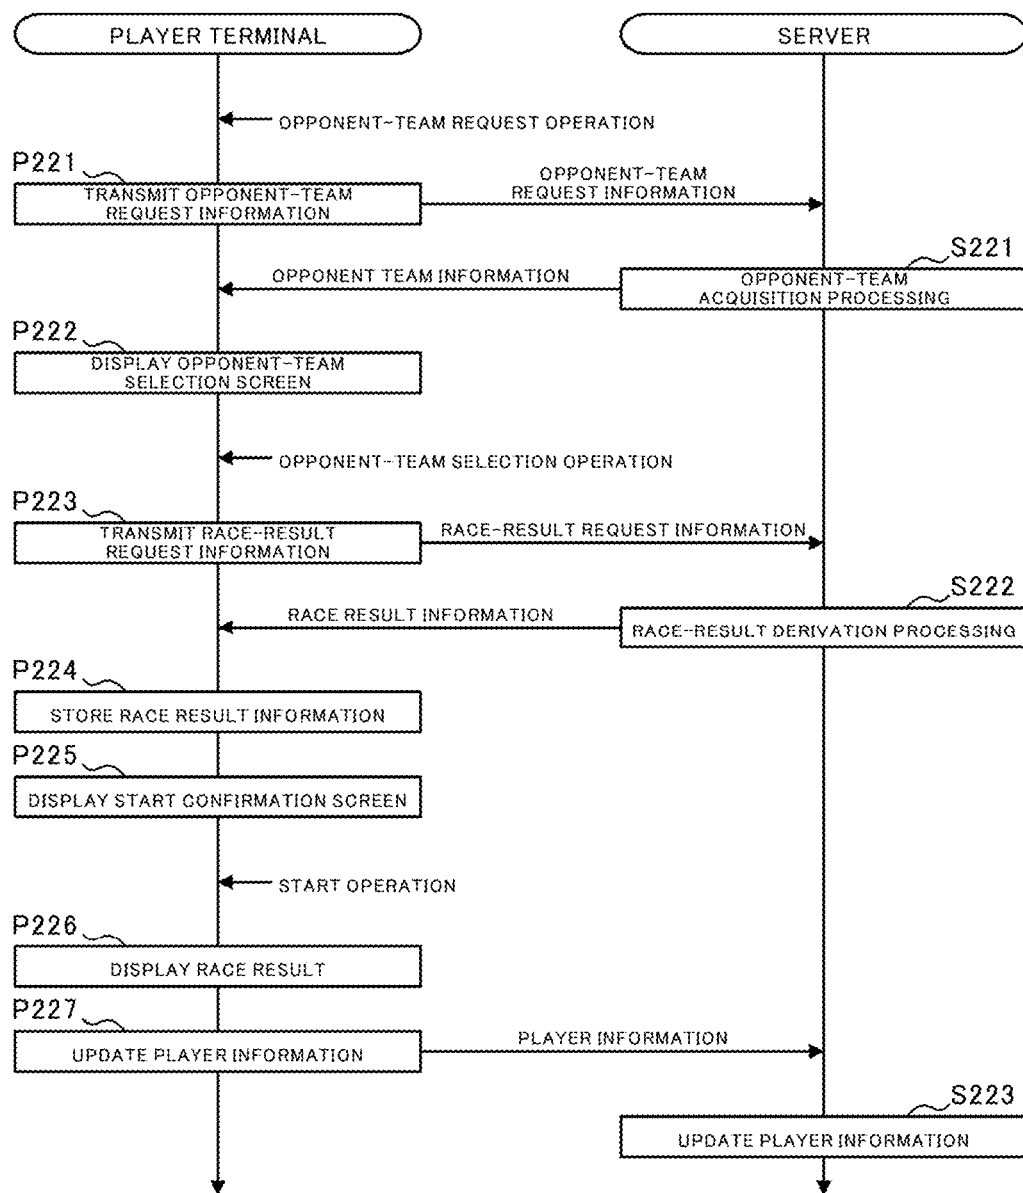 PLAYER TERMINAL
SERVER
OPPONENT-TEAM REQUEST OPERATION
P221
TRANSMIT OPPONENT-TEAM
REQUEST INFORMATION
OPPONENT-TEAM
REQUEST INFORMATION
S221
OPPONENT-TEAM
ACQUISITION PROCESSING
OPPONENT TEAM INFORMATION
P222
DISPLAY OPPONENT-TEAM
SELECTION SCREEN
OPPONENT-TEAM SELECTION OPERATION
P223
TRANSMIT RACE-RESULT
REQUEST INFORMATION
RACE-RESULT REQUEST INFORMATION
S222
RACE-RESULT DERIVATION PROCESSING
RACE RESULT INFORMATION
P224
STORE RACE RESULT INFORMATION
P225
DISPLAY START CONFIRMATION SCREEN
START OPERATION
P226
DISPLAY RACE RESULT
P227
UPDATE PLAYER INFORMATION
PLAYER INFORMATION
S223
UPDATE PLAYER INFORMATION